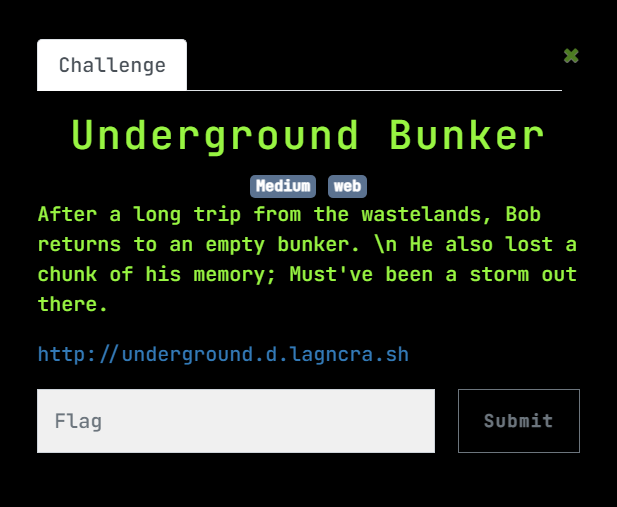 Challenge
✖
Underground Bunker
Medium web
After a long trip from the wastelands, Bob
returns to an empty bunker. \n He also lost a
chunk of his memory; Must've been a storm out
there.
http://underground.d.lagncra.sh
Flag
Submit